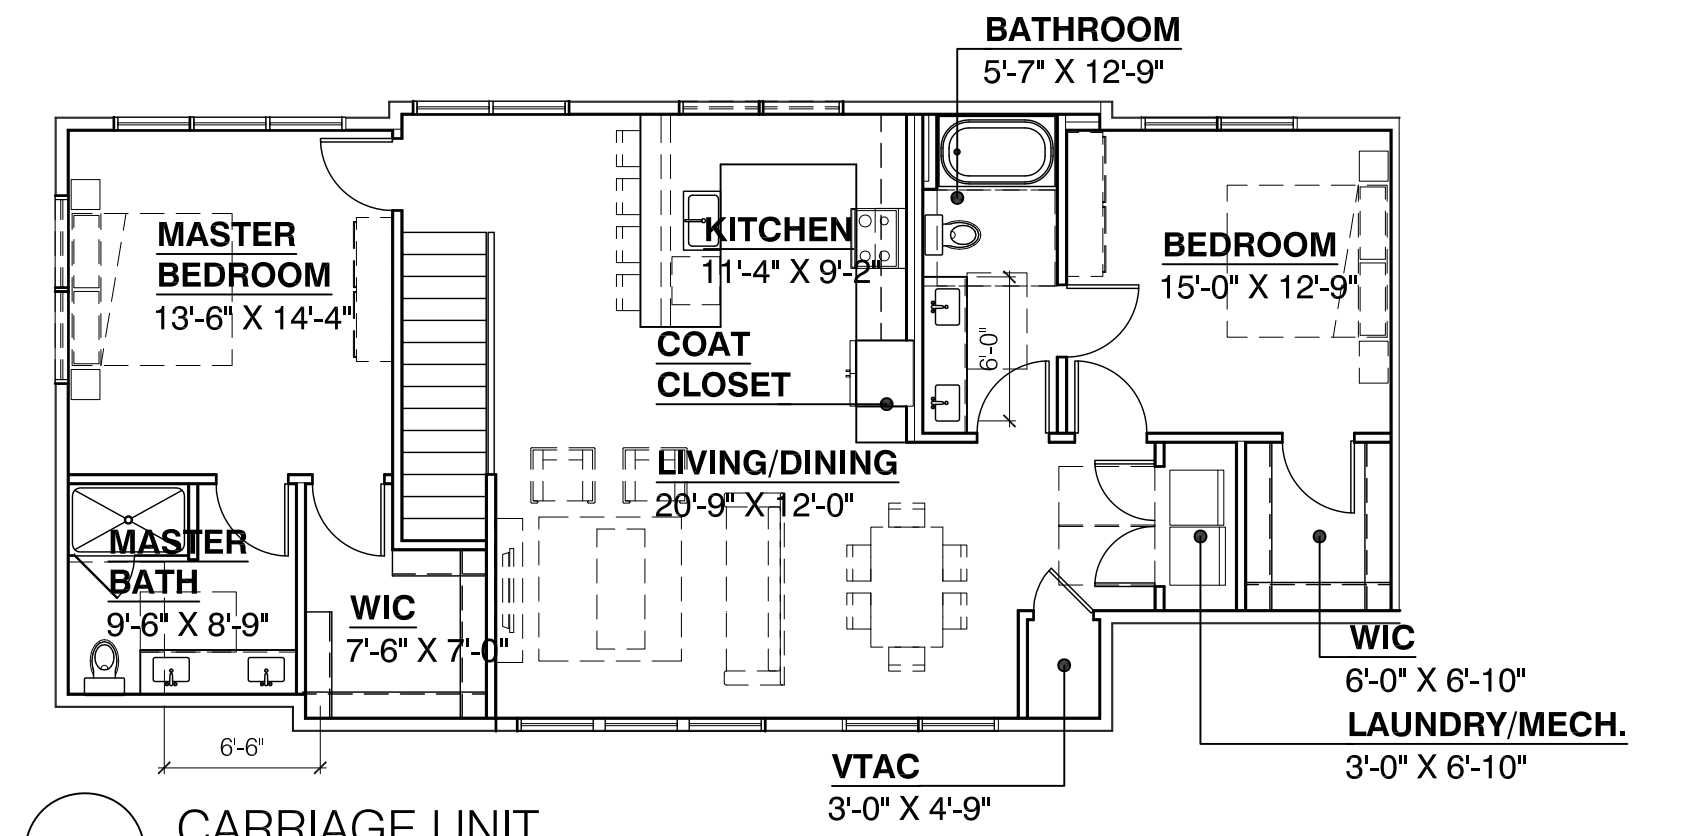 BATHROOM
5'-7" X 12'-9"
MASTER
BEDROOM
13'-6" X 14'-4"
KITCHEN
11'-4" X 9'-2"
BEDROOM
15'-0" X 12'-9"
COAT
CLOSET
6'-0"
LIVING/DINING
20'-9" X 12'-0"
MASTER
BATH
9'-6" X 8'-9"
WIC
7'-6" X 7'-0"
WIC
6'-0" X 6'-10"
LAUNDRY/MECH.
3'-0" X 6'-10"
6'-6"
VTAC
3'-0" X 4'-9"
CARRIAGE UNIT